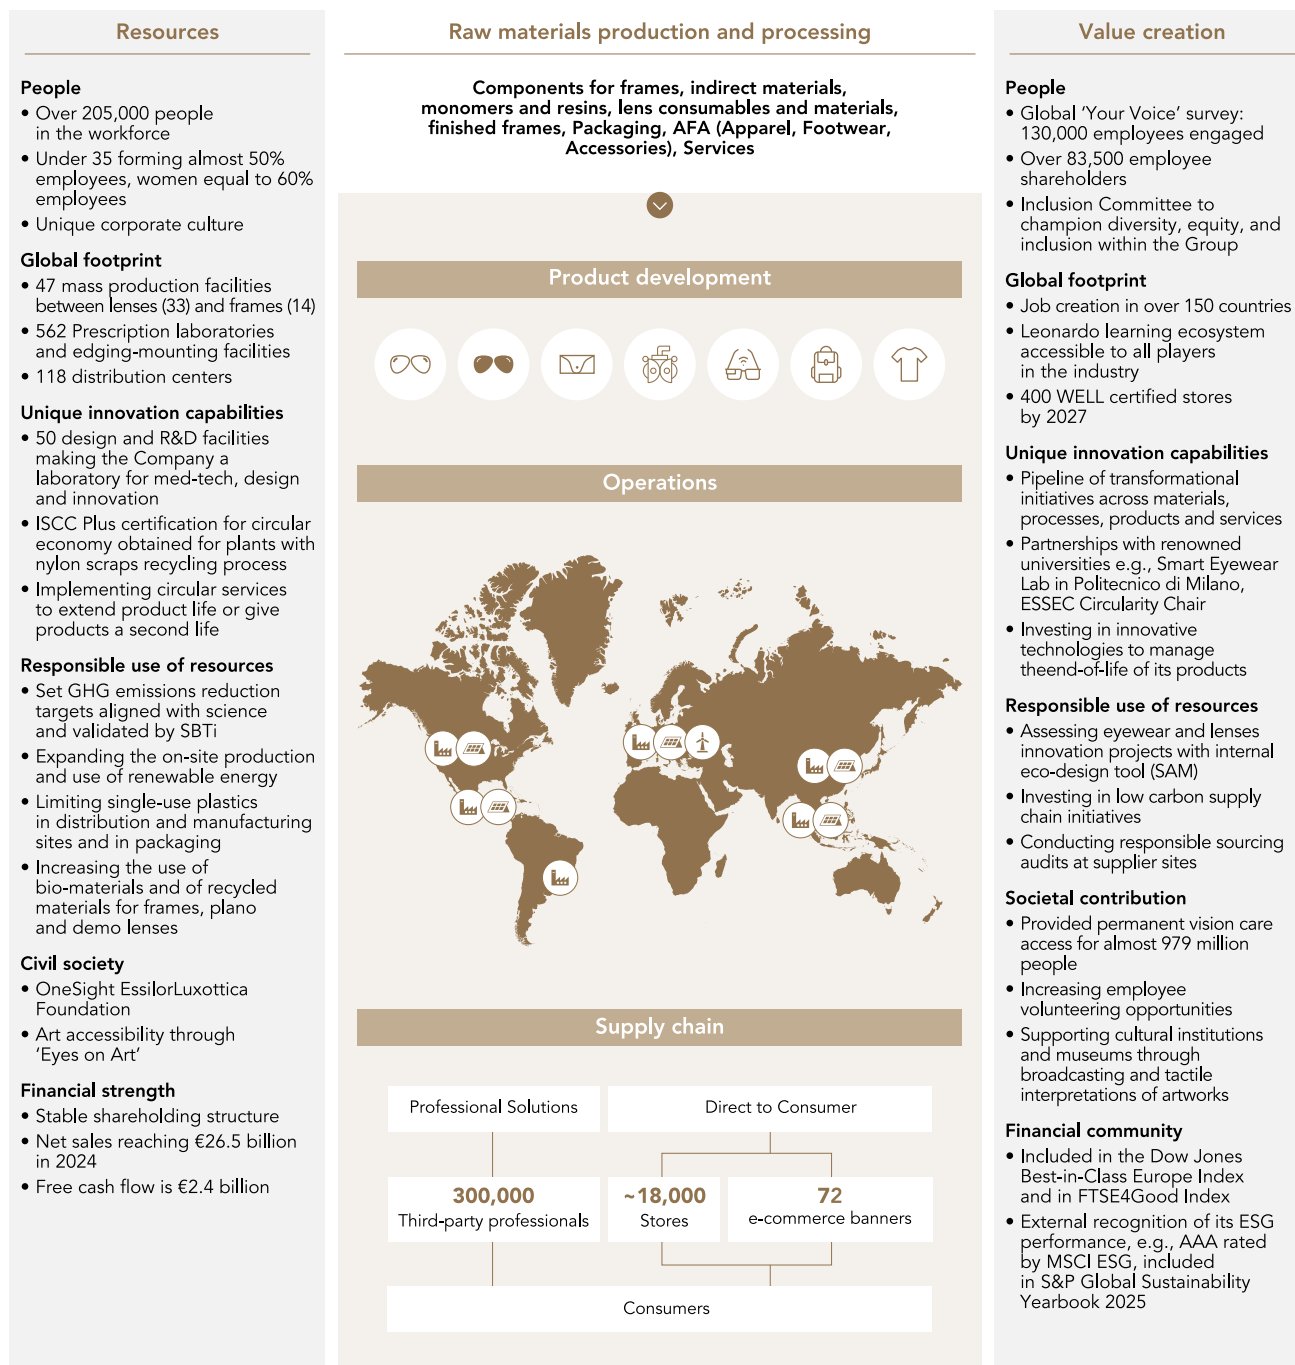 Resources
People
• Over 205,000 people
in the workforce
• Under 35 forming almost 50%
employees, women equal to 60%
employees
• Unique corporate culture
Global footprint
• 47 mass production facilities
between lenses (33) and frames (14)
• 562 Prescription laboratories
and edging-mounting facilities
• 118 distribution centers
Unique innovation capabilities
• 50 design and R&D facilities
making the Company a
laboratory for med-tech, design
and innovation
• ISCC Plus certification for circular
economy obtained for plants with
nylon scraps recycling process
• Implementing circular services
to extend product life or give
products a second life
Responsible use of resources
• Set GHG emissions reduction
targets aligned with science
and validated by SBTi
• Expanding the on-site production
and use of renewable energy
• Limiting single-use plastics
in distribution and manufacturing
sites and in packaging
• Increasing the use of
bio-materials and of recycled
materials for frames, plano
and demo lenses
Civil society
• OneSight EssilorLuxottica
Foundation
• Art accessibility through
‘Eyes on Art’
Financial strength
• Stable shareholding structure
• Net sales reaching €26.5 billion
in 2024
• Free cash flow is €2.4 billion
Raw materials production and processing
Components for frames, indirect materials,
monomers and resins, lens consumables and materials,
finished frames, Packaging, AFA (Apparel, Footwear,
Accessories), Services
Product development
Operations
Supply chain
Professional Solutions
Direct to Consumer
300,000
Third-party professionals
~18,000
Stores
72
e-commerce banners
Consumers
Value creation
People
• Global ‘Your Voice’ survey:
130,000 employees engaged
• Over 83,500 employee
shareholders
• Inclusion Committee to
champion diversity, equity, and
inclusion within the Group
Global footprint
• Job creation in over 150 countries
• Leonardo learning ecosystem
accessible to all players
in the industry
• 400 WELL certified stores
by 2027
Unique innovation capabilities
• Pipeline of transformational
initiatives across materials,
processes, products and services
• Partnerships with renowned
universities e.g., Smart Eyewear
Lab in Politecnico di Milano,
ESSEC Circularity Chair
• Investing in innovative
technologies to manage
theend-of-life of its products
Responsible use of resources
• Assessing eyewear and lenses
innovation projects with internal
eco-design tool (SAM)
• Investing in low carbon supply
chain initiatives
• Conducting responsible sourcing
audits at supplier sites
Societal contribution
• Provided permanent vision care
access for almost 979 million
people
• Increasing employee
volunteering opportunities
• Supporting cultural institutions
and museums through
broadcasting and tactile
interpretations of artworks
Financial community
• Included in the Dow Jones
Best-in-Class Europe Index
and in FTSE4Good Index
• External recognition of its ESG
performance, e.g., AAA rated
by MSCI ESG, included
in S&P Global Sustainability
Yearbook 2025